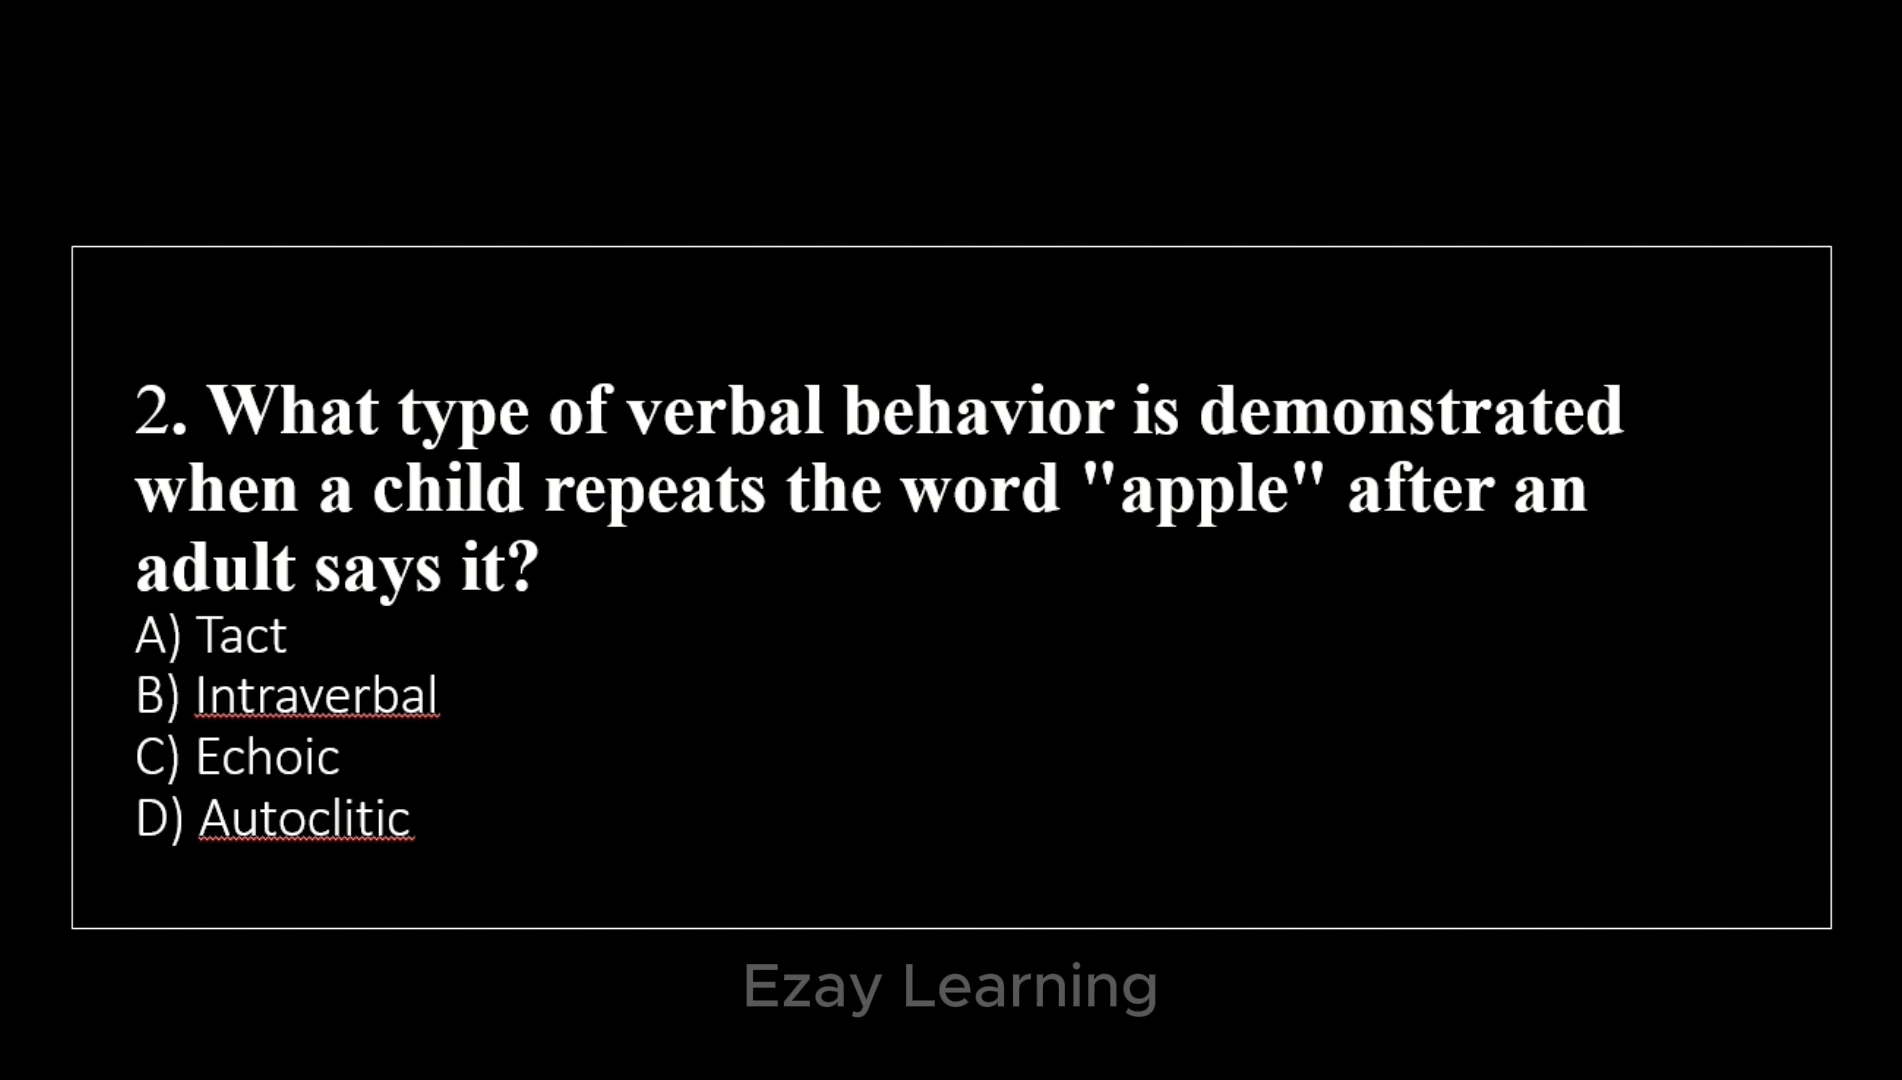 2. What type of verbal behavior is demonstrated
when a child repeats the word "apple" after an
adult says it?
A) Tact
B) Intraverbal
C) Echoic
D) Autoclitic
Ezay Learning